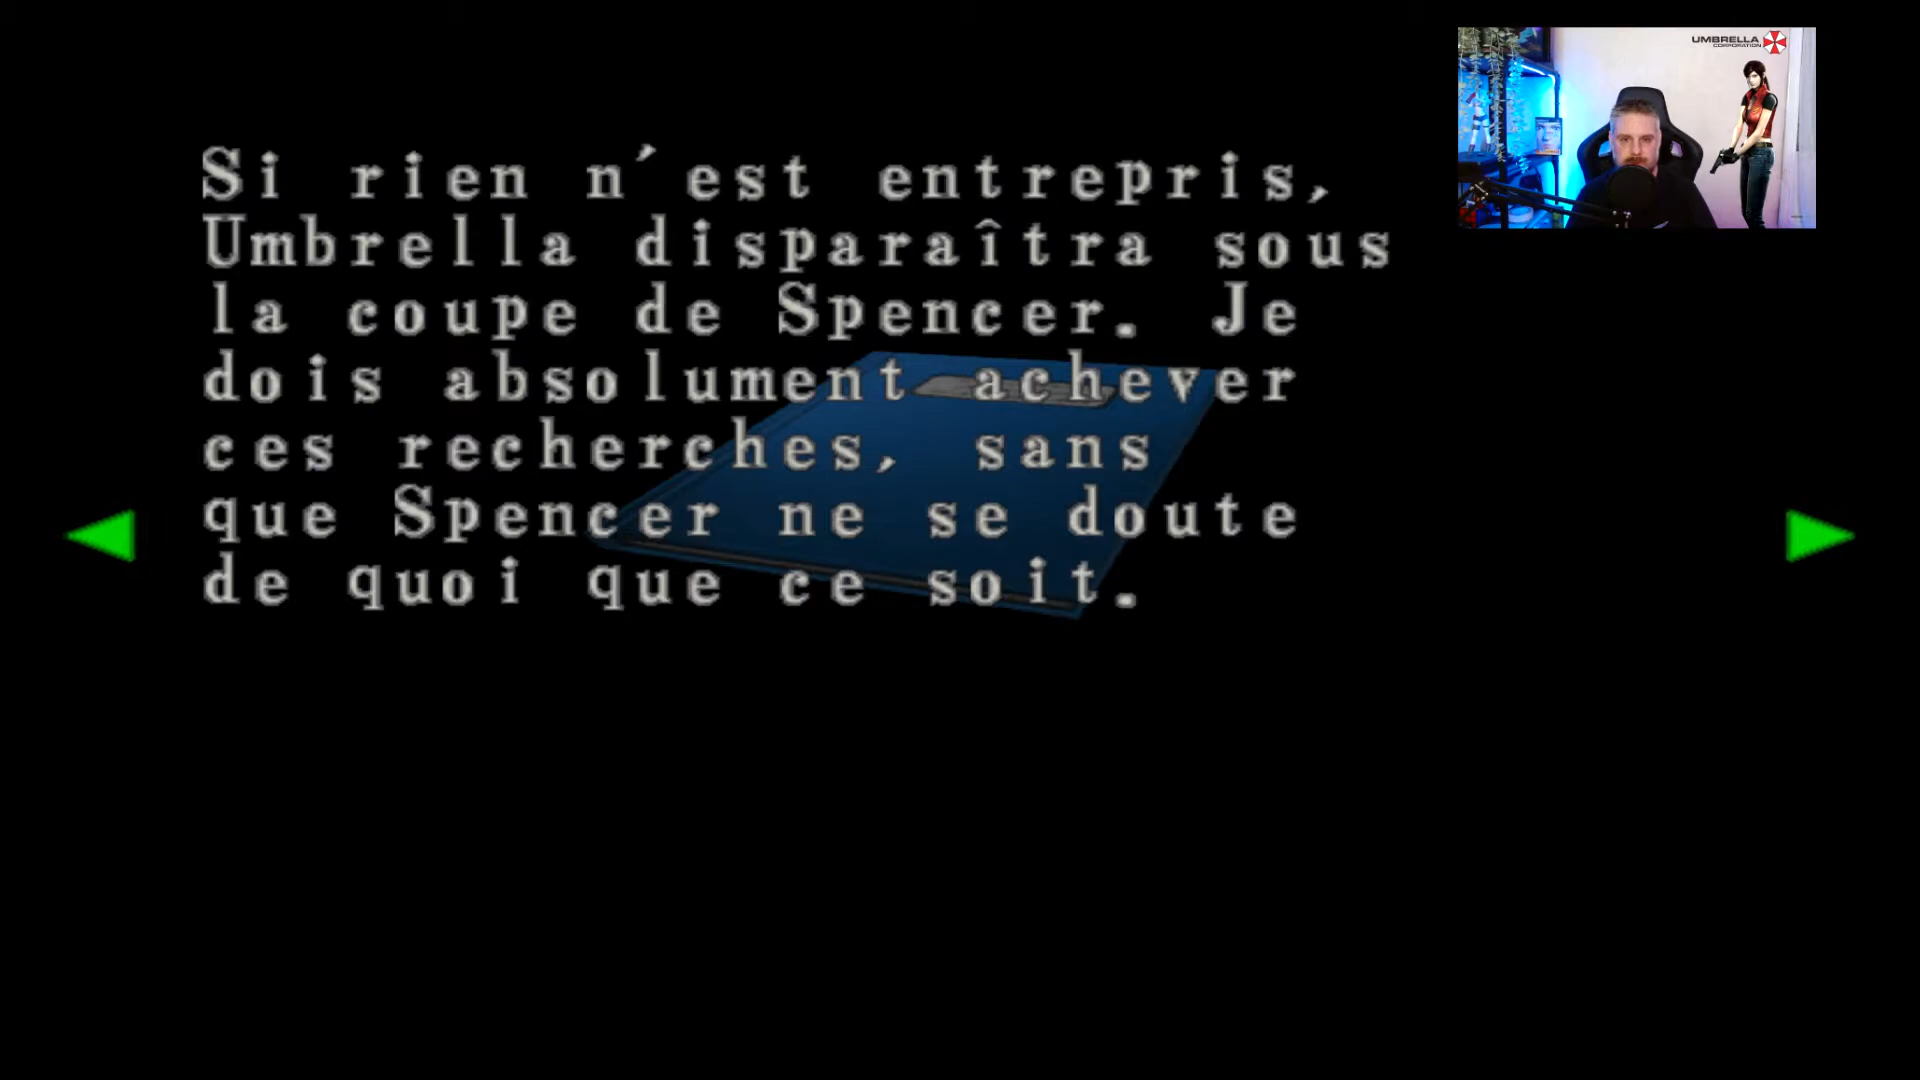 Si rien n'est entrepris,
Umbrella disparaîtra sous
la coupe de Spencer. Je
dois absolument achever
ces recherches, sans
que Spencer ne se doute
de quoi que ce soit.
UMBRELLA
CORPORATION